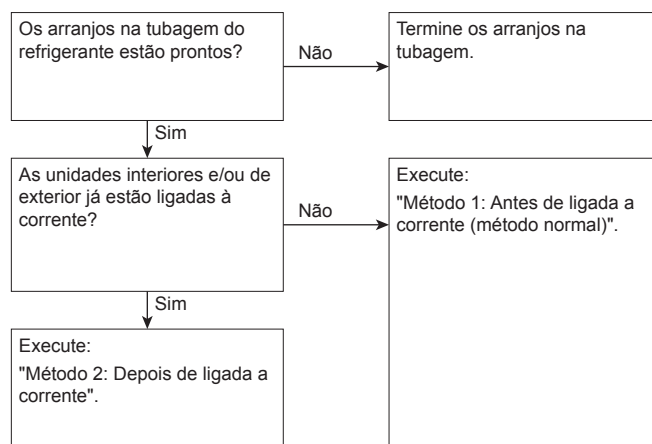 Os arranjos na tubagem do
refrigerante estão prontos?
Não
Termine os arranjos na
tubagem.
Sim
As unidades interiores e/ou de
exterior já estão ligadas à
corrente?
Não
Execute:
"Método 1: Antes de ligada a
corrente (método normal)".
Sim
Execute:
"Método 2: Depois de ligada a
corrente".